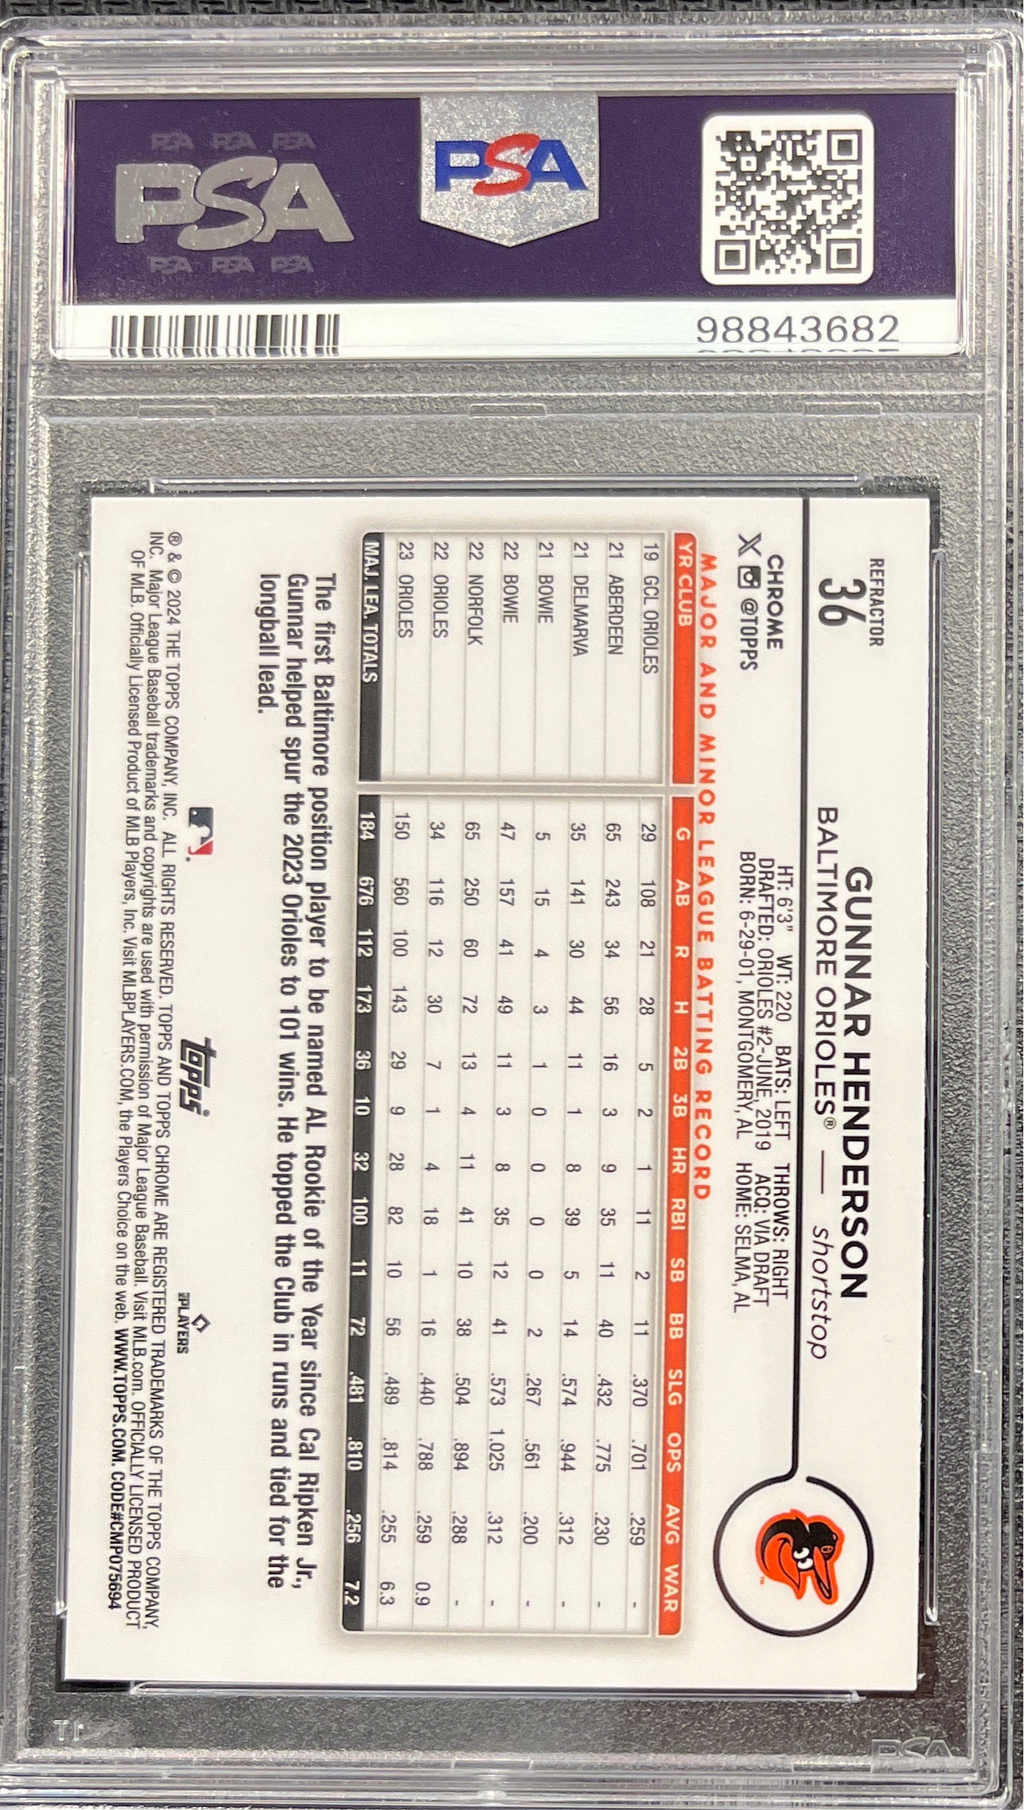 PSA PSA PSA
PSA
PSA PSA PSA
PSA
98843682
REFRACTOR
36
GUNNAR HENDERSON
BALTIMORE ORIOLES® — shortstop
CHROME
X @TOPPS
HT: 6'3" WT: 220 BATS: LEFT THROWS: RIGHT
DRAFTED: ORIOLES #2-JUNE, 2019 ACQ: VIA DRAFT
BORN: 6-29-01, MONTGOMERY, AL HOME: SELMA, AL
MAJOR AND MINOR LEAGUE BATTING RECORD
YR CLUB G AB R H 2B 3B HR RBI SB BB SLG OPS AVG WAR
19 GCL ORIOLES 29 108 21 28 5 2 1 11 2 11 .370 .701 .259 -
21 ABERDEEN 65 243 34 56 16 3 9 35 11 40 .432 .775 .230 -
21 DELMARVA 35 141 30 44 11 1 8 39 5 14 .574 .944 .312 -
21 BOWIE 5 15 4 3 1 0 0 0 0 2 .267 .561 .200 -
22 BOWIE 47 157 41 49 11 3 8 35 12 41 .573 1.025 .312 -
22 NORFOLK 65 250 60 72 13 4 11 41 10 38 .504 .894 .288 -
22 ORIOLES 34 116 12 30 7 1 4 18 1 16 .440 .788 .259 0.9
23 ORIOLES 150 560 100 143 29 9 28 82 10 56 .489 .814 .255 6.3
MAJ. LEA. TOTALS 184 676 112 173 36 10 32 100 11 72 .481 .810 .256 7.2
The first Baltimore position player to be named AL Rookie of the Year since Cal Ripken Jr.,
Gunnar helped spur the 2023 Orioles to 101 wins. He topped the Club in runs and tied for the
longball lead.
topps
PLAYERS
® & © 2024 THE TOPPS COMPANY, INC. ALL RIGHTS RESERVED. TOPPS AND TOPPS CHROME ARE REGISTERED TRADEMARKS OF THE TOPPS COMPANY,
INC. Major League Baseball trademarks and copyrights are used with permission of Major League Baseball. Visit MLB.com. OFFICIALLY LICENSED PRODUCT
OF MLB. Officially Licensed Product of MLB Players, Inc. Visit MLBPLAYERS.COM, the Players Choice on the web. WWW.TOPPS.COM. CODE#CMP075694
PSA